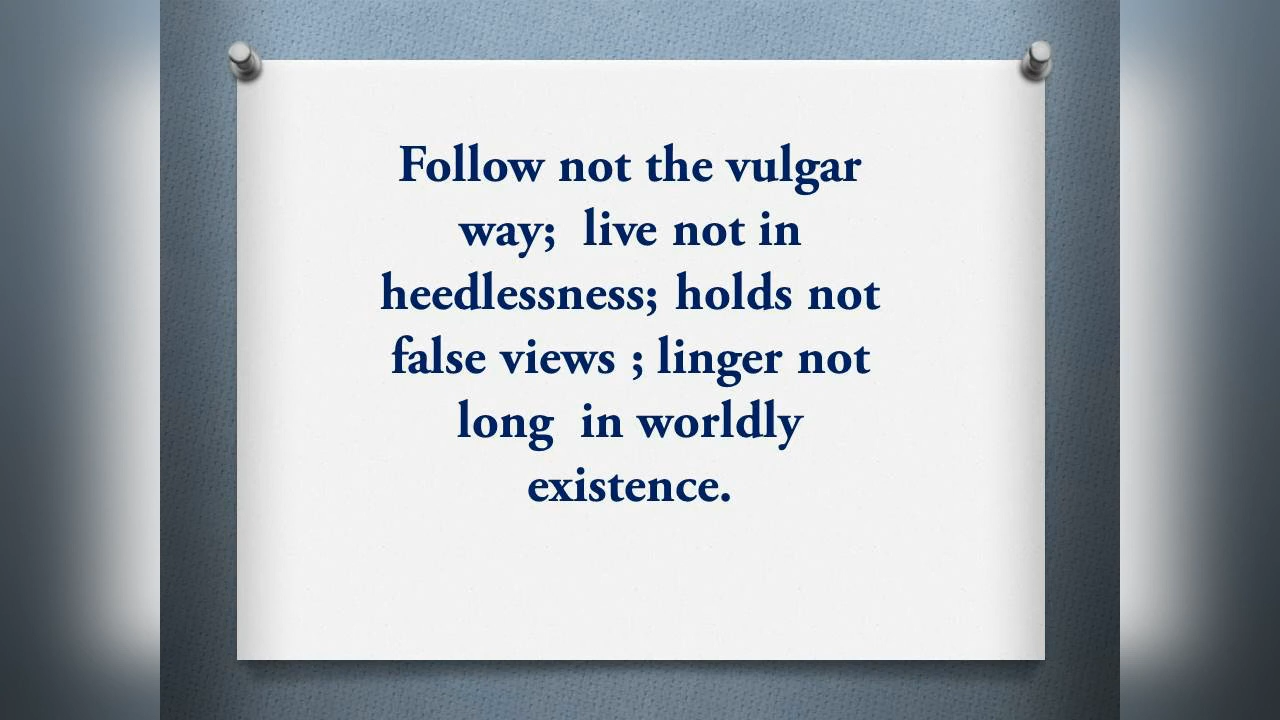 Follow not the vulgar
way;  live not in
heedlessness; holds not
false views ; linger not
long  in worldly
existence.